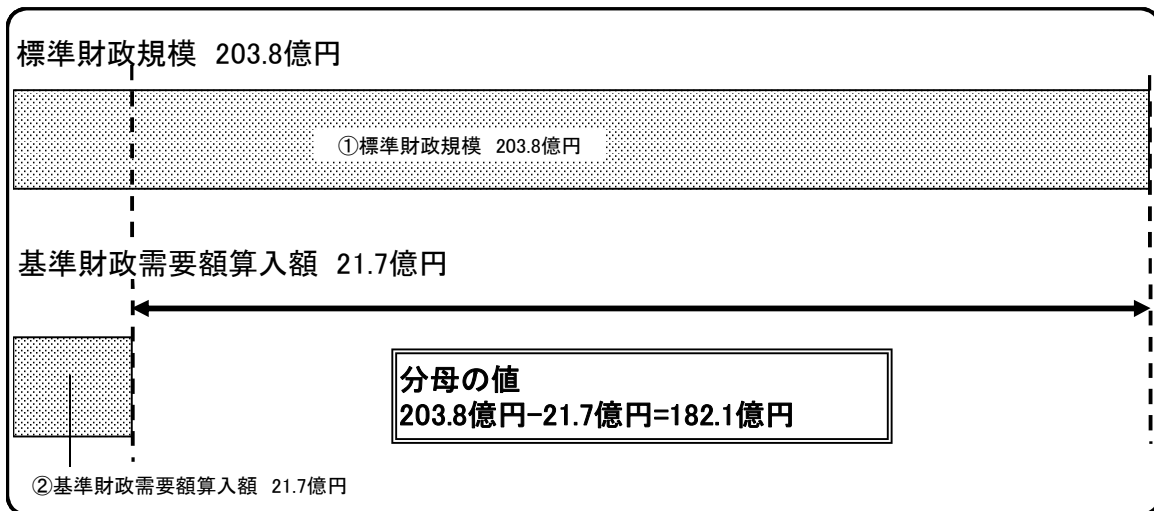 標準財政規模 203.8億円
①標準財政規模 203.8億円
基準財政需要額算入額 21.7億円
分母の値
203.8億円-21.7億円=182.1億円
②基準財政需要額算入額 21.7億円